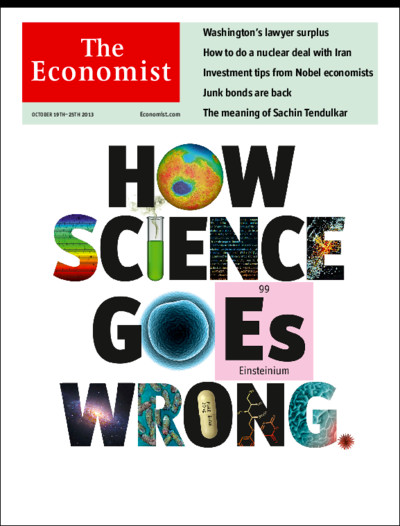 The
Economist
OCTOBER 19TH–25TH 2013
Economist.com
Washington's lawyer surplus
How to do a nuclear deal with Iran
Investment tips from Nobel economists
Junk bonds are back
The meaning of Sachin Tendulkar
HOW
SCIENCE
GOEs
99
Einsteinium
WRONG.